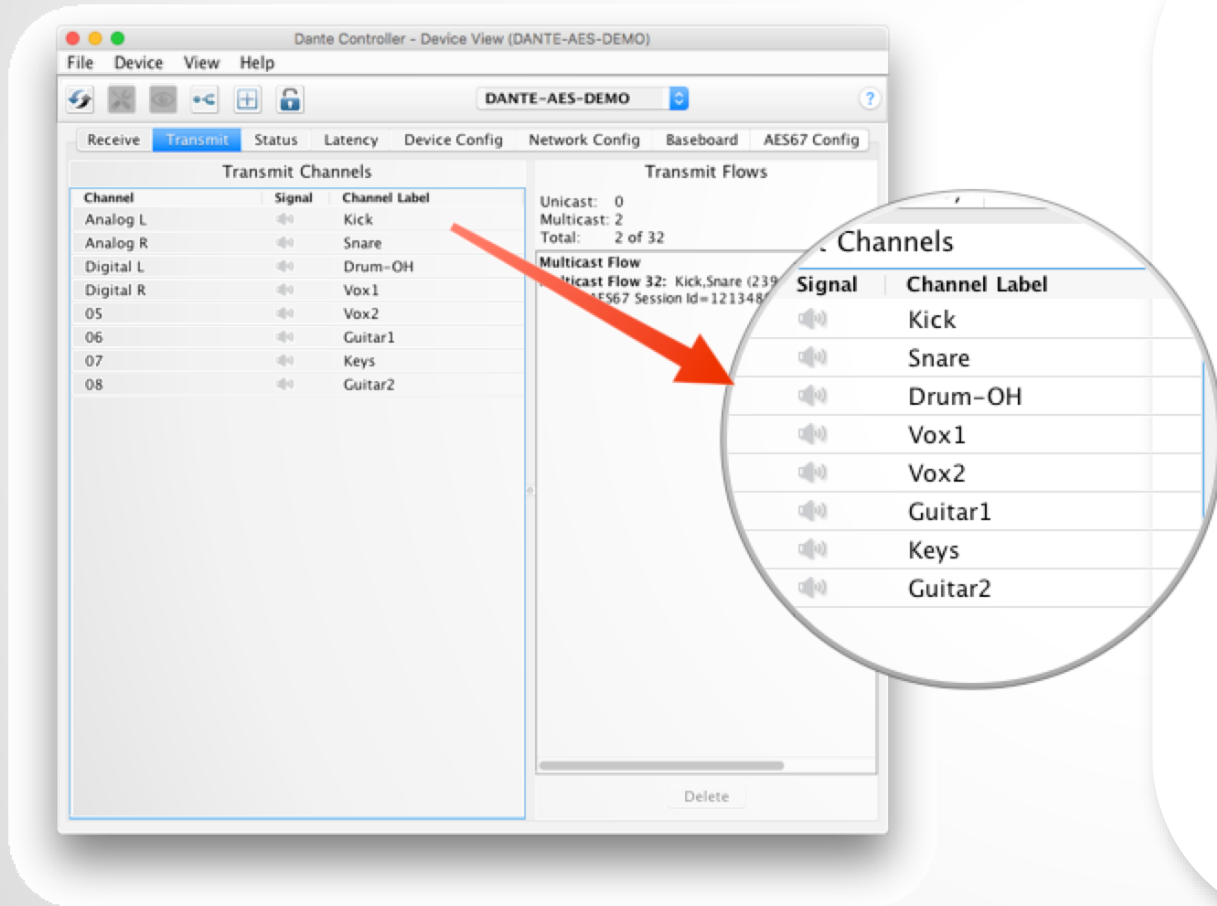 Dante Controller - Device View (DANTE-AES-DEMO)
File Device View Help
DANTE-AES-DEMO ?
Receive Transmit Status Latency Device Config Network Config Baseboard AES67 Config
Transmit Channels
Channel Signal Channel Label
Analog L Kick
Analog R Snare
Digital L Drum-OH
Digital R Vox1
05 Vox2
06 Guitar1
07 Keys
08 Guitar2
Transmit Flows
Unicast: 0
Multicast: 2
Total: 2 of 32
Multicast Flow
Flow 32: Kick,Snare (239
Session Id=121348
Delete
Channels
Signal Channel Label
Kick
Snare
Drum-OH
Vox1
Vox2
Guitar1
Keys
Guitar2